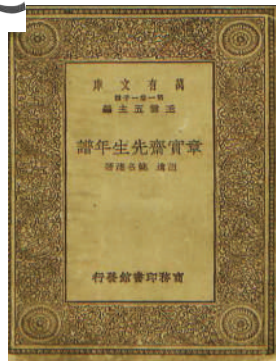 萬有文庫
第一集一千種
王雲五主編
章實齋先生年譜
胡適 姚名達著
商務印書館發行